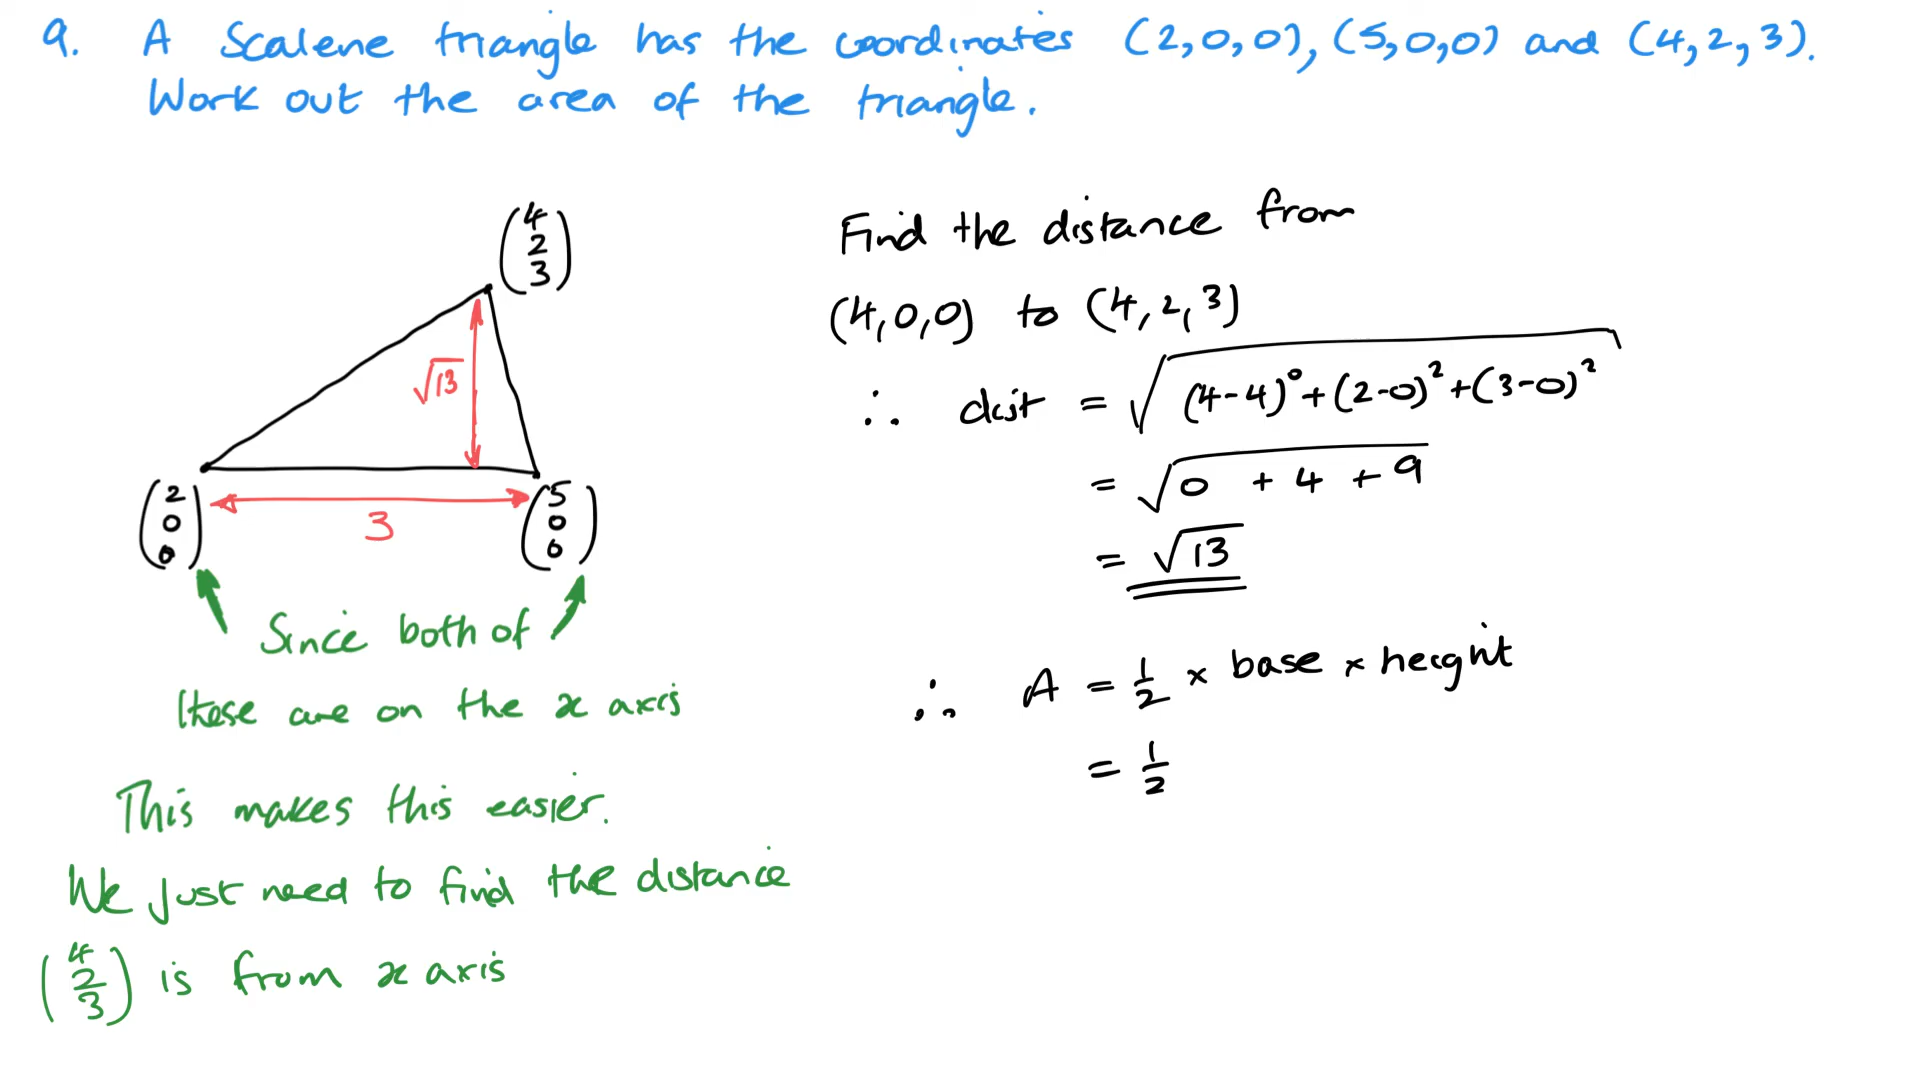 9. A Scalene triangle has the coordinates (2,0,0), (5,0,0) and (4,2,3).
Work out the area of the triangle.
(4
2
3)
√13
(2
0
0)
3
(5
0
0)
Since both of
these are on the x axis
This makes this easier.
We just need to find the distance
(4
2
3) is from x axis
Find the distance from
(4,0,0) to (4,2,3)
∴ dist = √((4-4)⁰+(2-0)²+(3-0)²)
= √(0 + 4 + 9)
= √13
∴ A = 1/2 × base × height
= 1/2